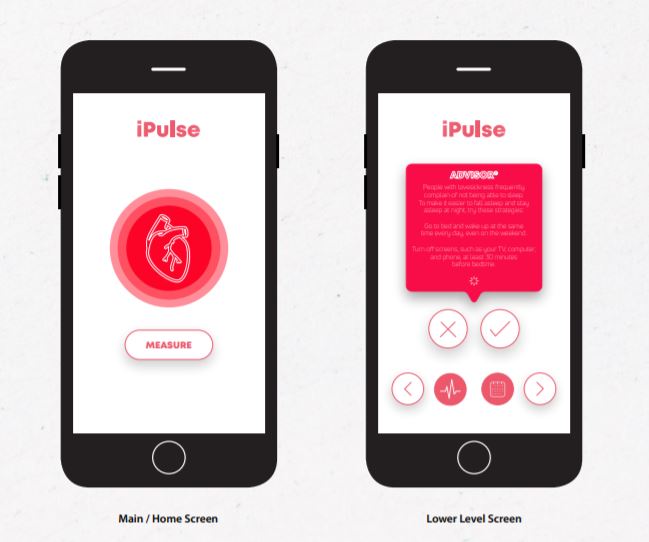 iPulse
MEASURE
Main / Home Screen
iPulse
ADVISOR®
People with lovesickness frequently
complain of not being able to sleep.
To make it easier to fall asleep and stay
asleep at night, try these strategies:
Go to bed and wake up at the same
time every day, even on the weekend.
Turn off screens, such as your TV, computer,
and phone, at least 30 minutes
before bedtime.
Lower Level Screen